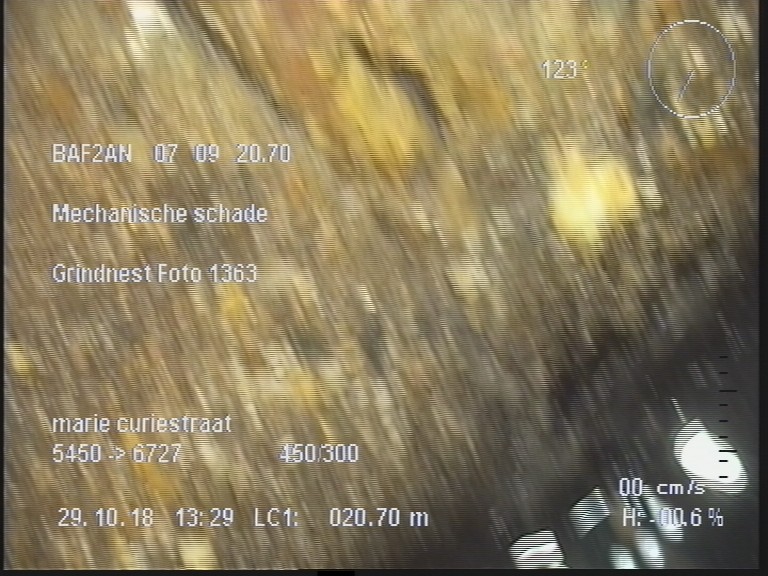 123°
BAF2AN 07 09 20.70
Mechanische schade
Grindnest Foto 1363
marie curiestraat
5450 -> 6727 450/300
00 cm/s
29.10.18 13:29 LC1: 020.70 m H: -00.6 %